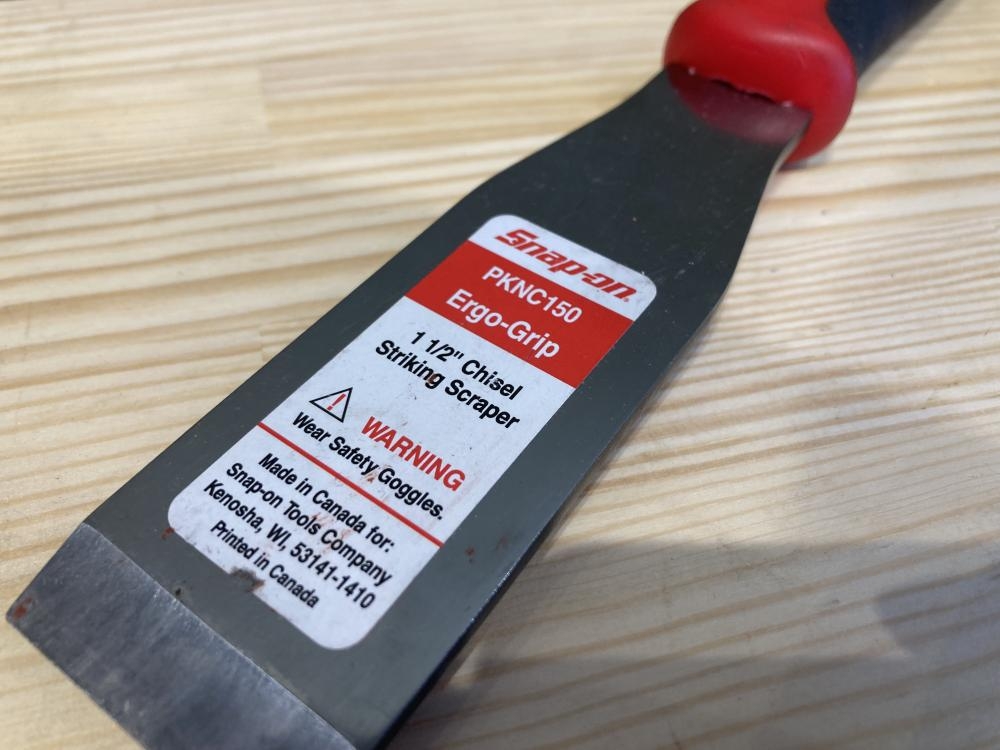 Snap-on
PKNC150
Ergo-Grip
1 1/2" Chisel
Striking Scraper
! WARNING
Wear Safety Goggles.
Made in Canada for:
Snap-on Tools Company
Kenosha, WI, 53141-1410
Printed in Canada